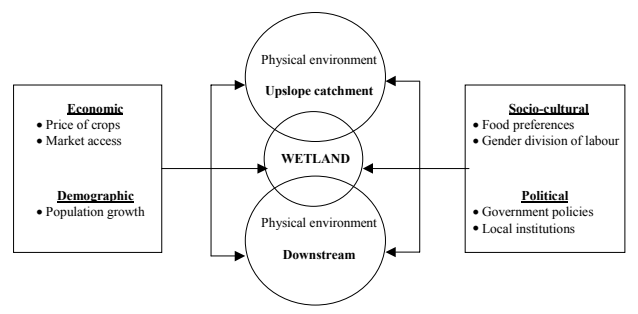 Economic
• Price of crops
• Market access
Demographic
• Population growth
Physical environment
Upslope catchment
WETLAND
Physical environment
Downstream
Socio-cultural
• Food preferences
• Gender division of labour
Political
• Government policies
• Local institutions